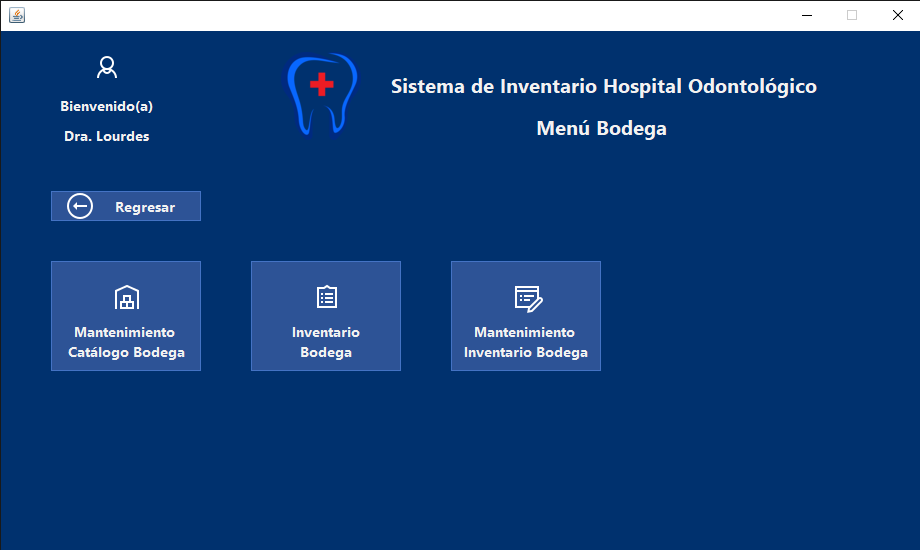 Bienvenido(a)
Dra. Lourdes
Sistema de Inventario Hospital Odontológico
Menú Bodega
Regresar
Mantenimiento
Catálogo Bodega
Inventario
Bodega
Mantenimiento
Inventario Bodega